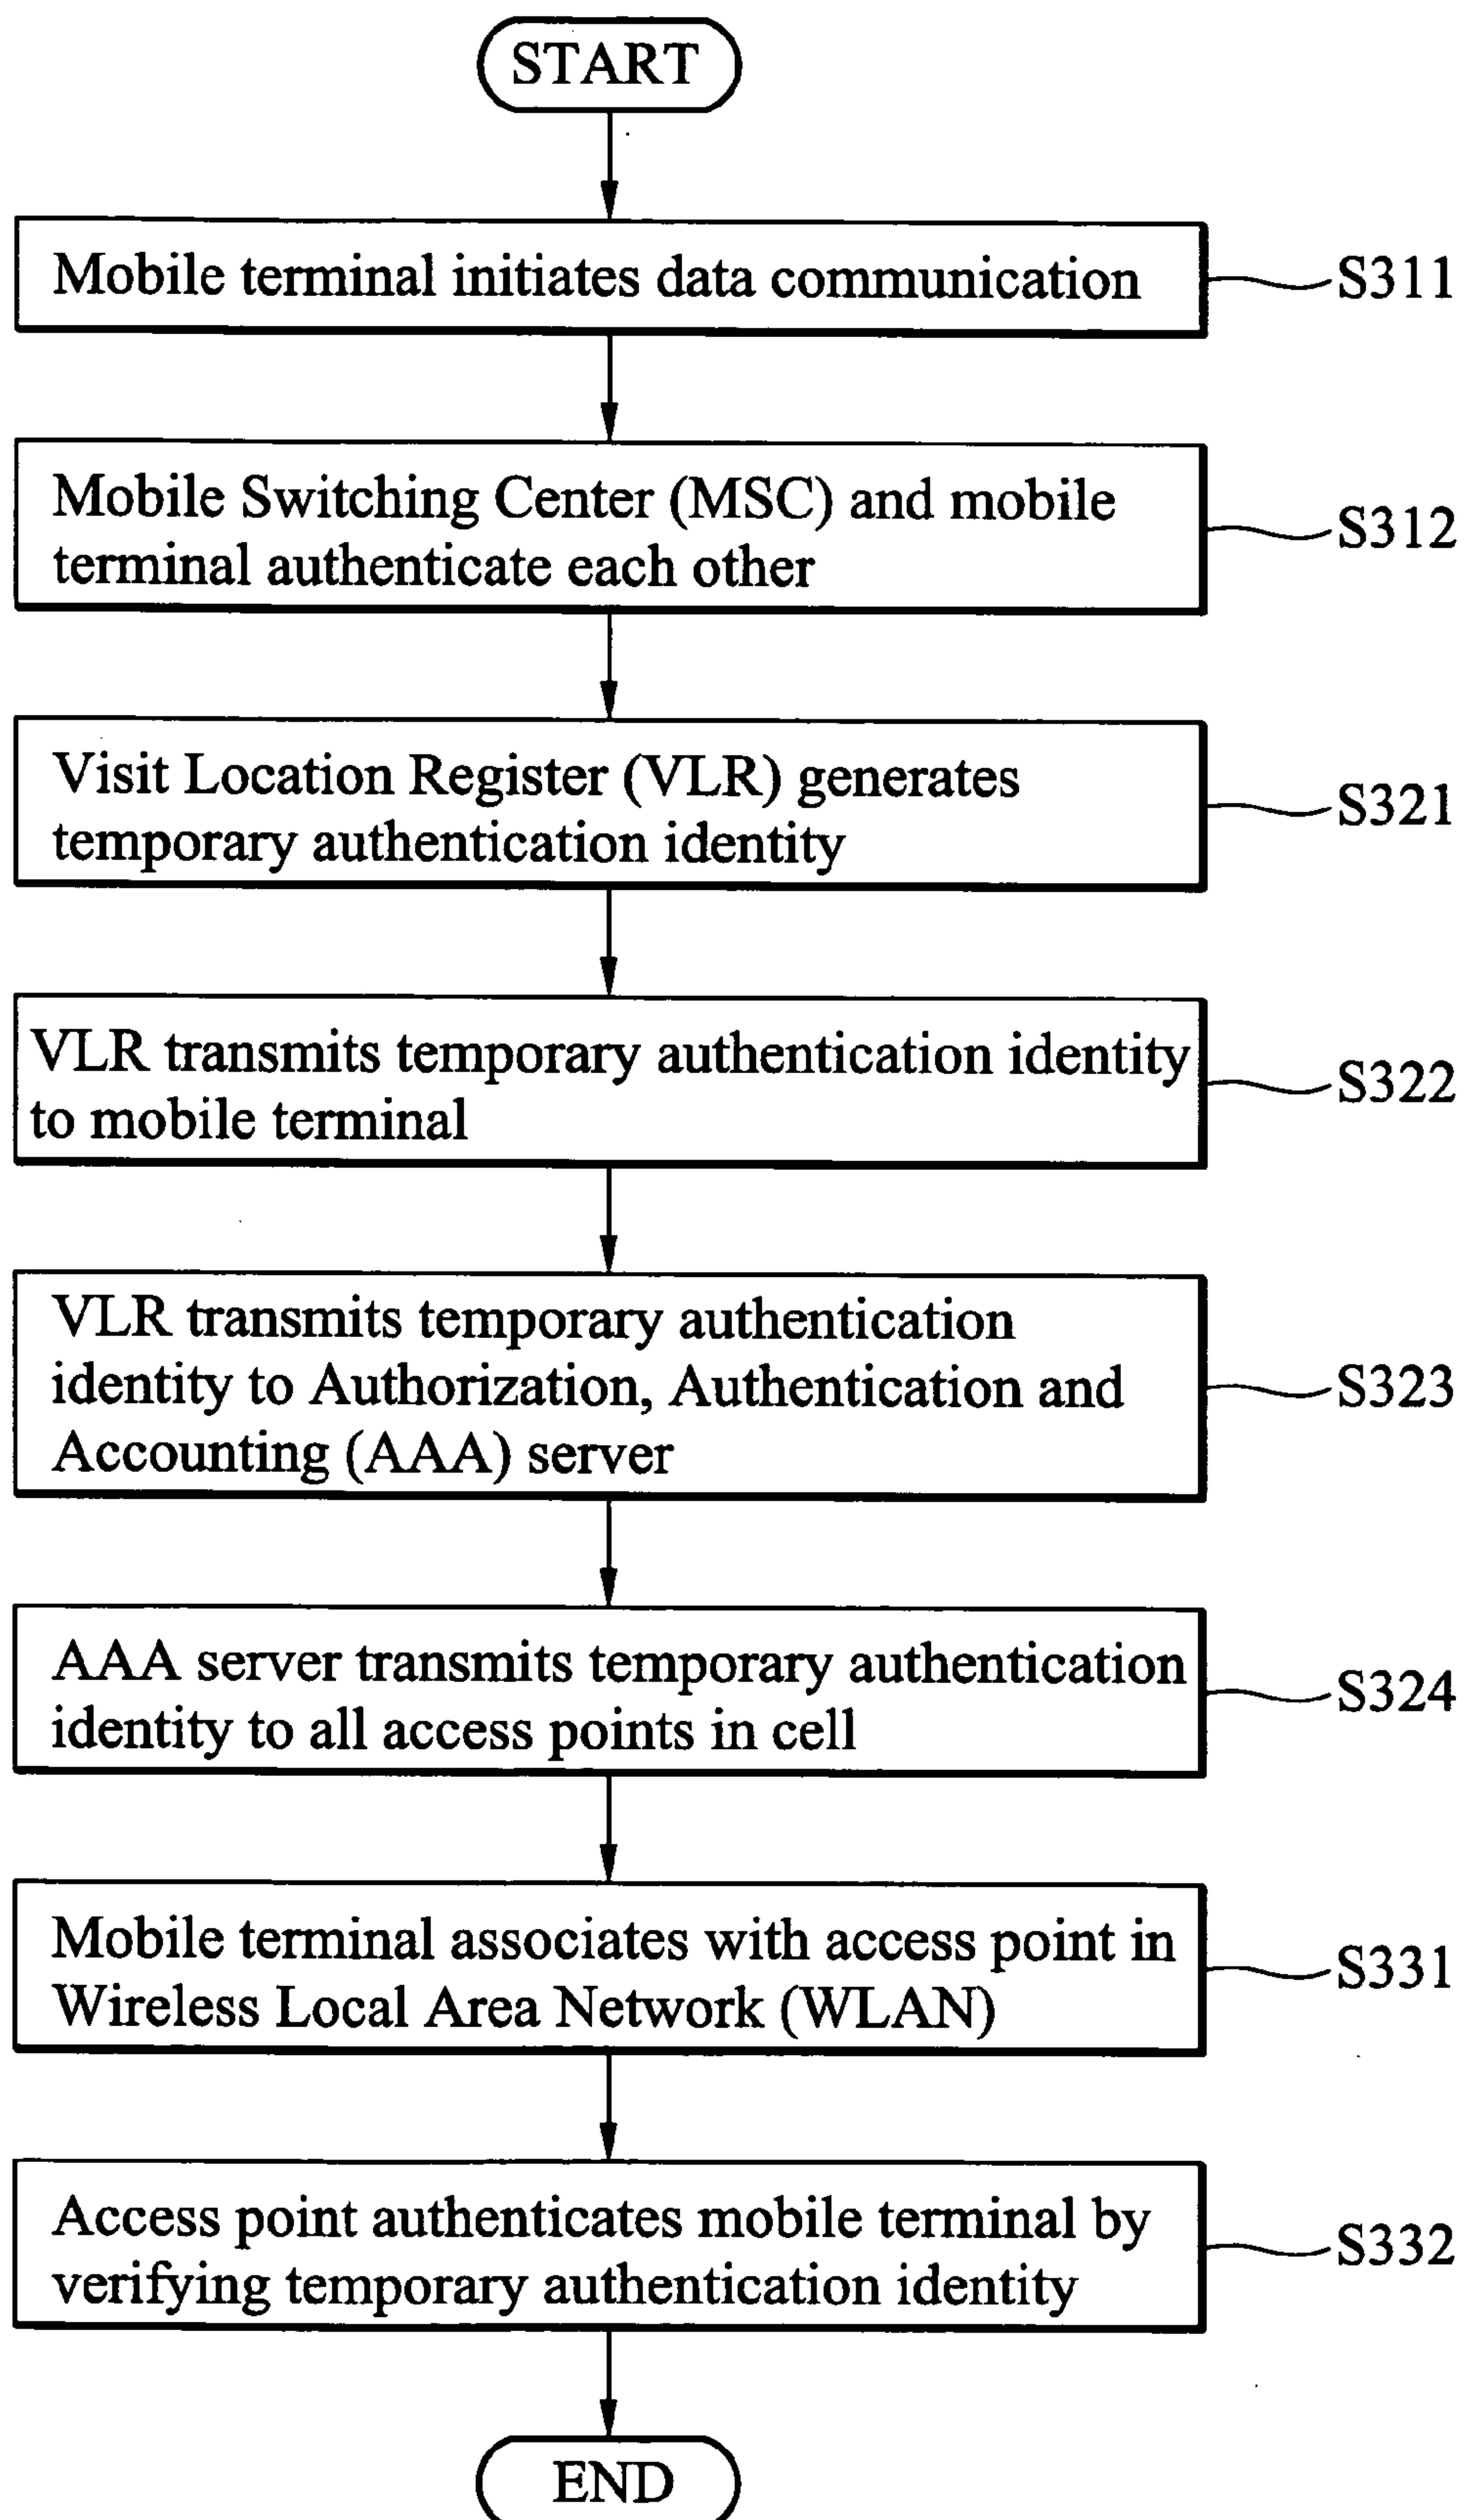 START
Mobile terminal initiates data communication
S311
Mobile Switching Center (MSC) and mobile
terminal authenticate each other
S312
Visit Location Register (VLR) generates
temporary authentication identity
S321
VLR transmits temporary authentication identity
to mobile terminal
S322
VLR transmits temporary authentication
identity to Authorization, Authentication and
Accounting (AAA) server
S323
AAA server transmits temporary authentication
identity to all access points in cell
S324
Mobile terminal associates with access point in
Wireless Local Area Network (WLAN)
S331
Access point authenticates mobile terminal by
verifying temporary authentication identity
S332
END